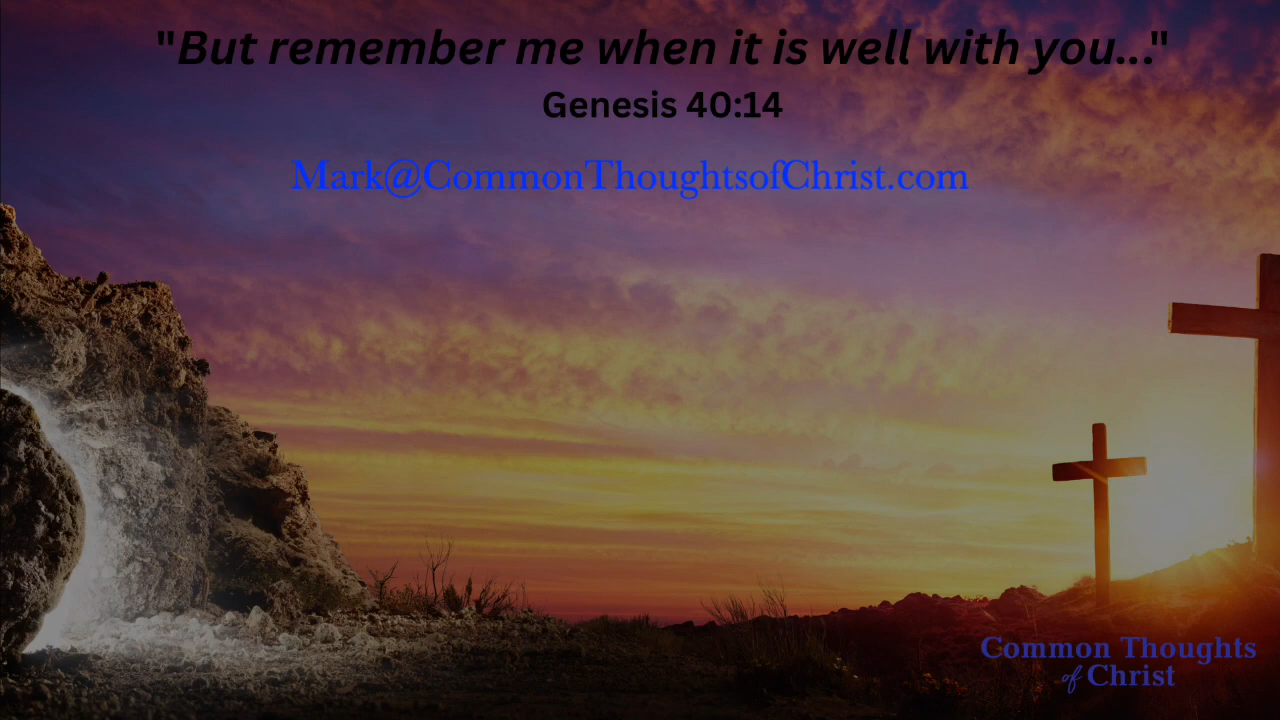 "But remember me when it is well with you..."
Genesis 40:14
Mark@CommonThoughtsofChrist.com
Common Thoughts
of Christ